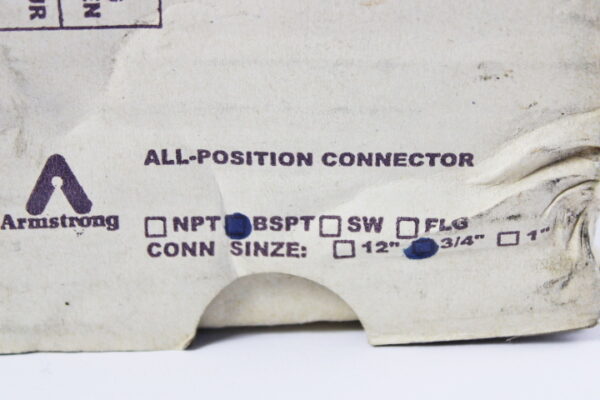 ALL-POSITION CONNECTOR
Armstrong
NPT BSPT SW FLG
CONN SINZE: 12" 3/4" 1"